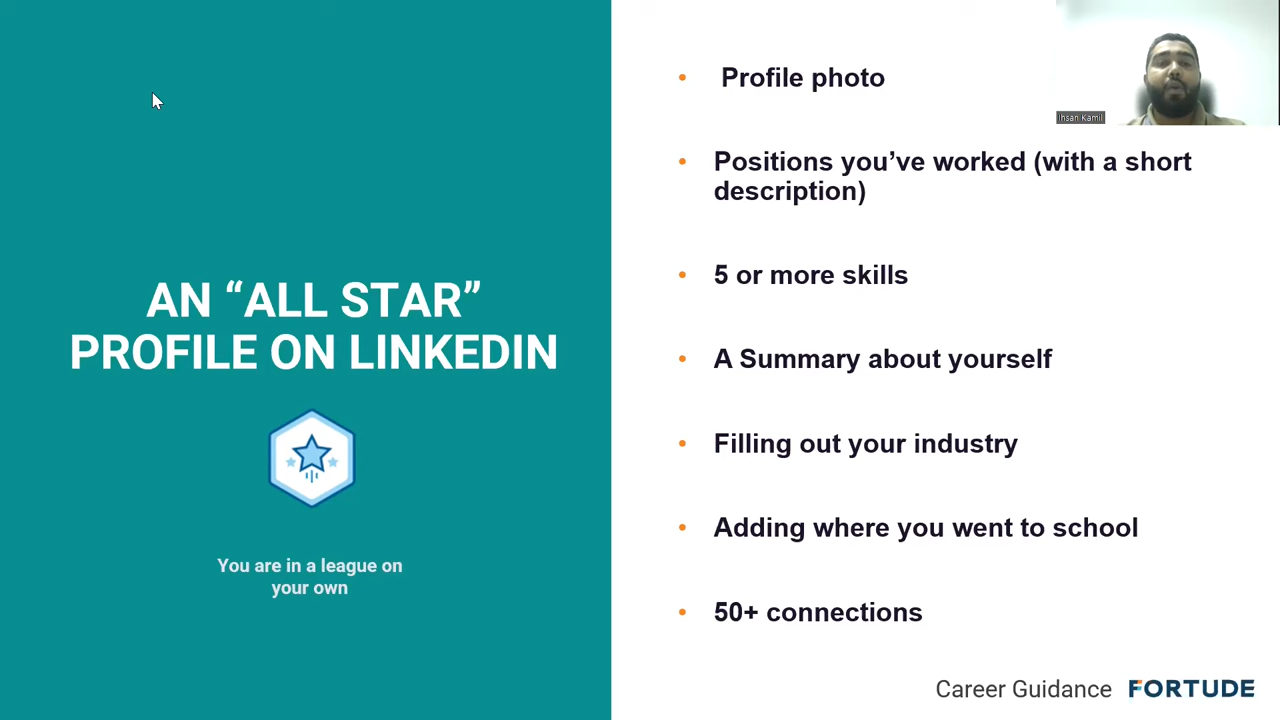 AN “ALL STAR”
PROFILE ON LINKEDIN
You are in a league on
your own
• Profile photo
• Positions you’ve worked (with a short
description)
• 5 or more skills
• A Summary about yourself
• Filling out your industry
• Adding where you went to school
• 50+ connections
Ihsan Kamil
Career Guidance FORTUDE